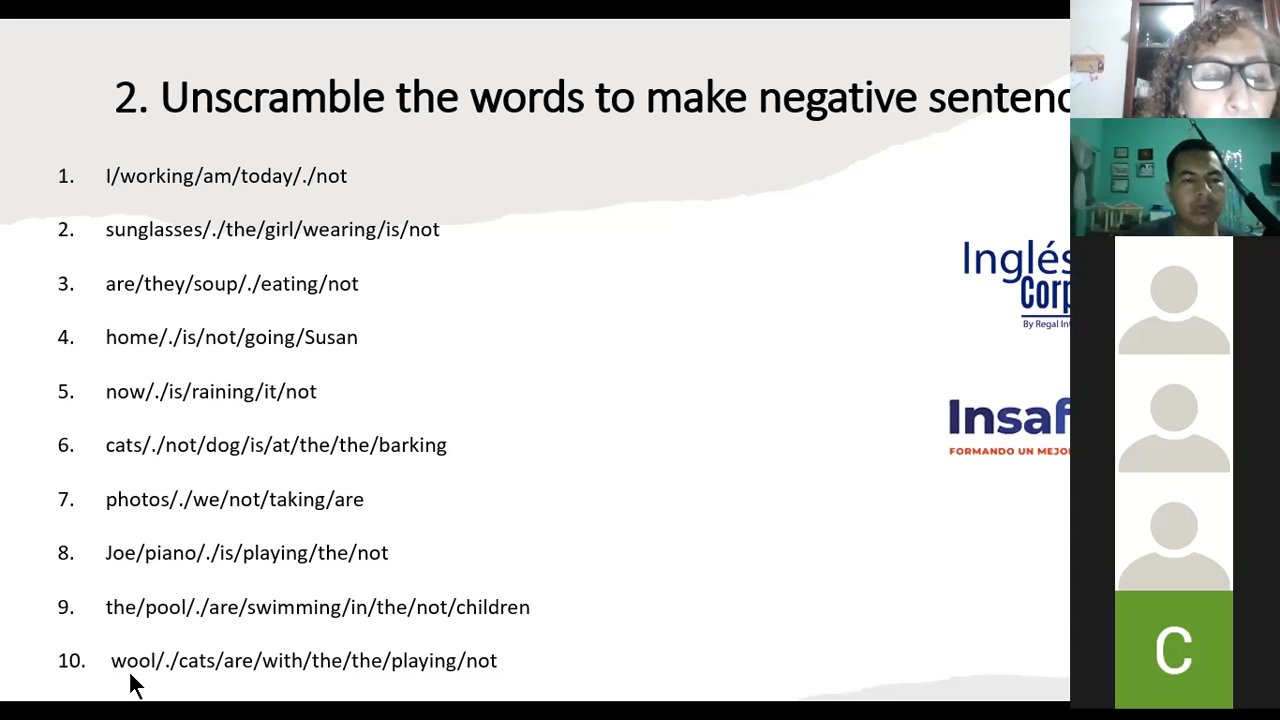 2. Unscramble the words to make negative sentenc
1. I/working/am/today/./not
2. sunglasses/./the/girl/wearing/is/not
3. are/they/soup/./eating/not
4. home/./is/not/going/Susan
5. now/./is/raining/it/not
6. cats/./not/dog/is/at/the/the/barking
7. photos/./we/not/taking/are
8. Joe/piano/./is/playing/the/not
9. the/pool/./are/swimming/in/the/not/children
10. wool/./cats/are/with/the/the/playing/not
Inglés
Corp
By Regal Int
Insaf
FORMANDO UN MEJO
C